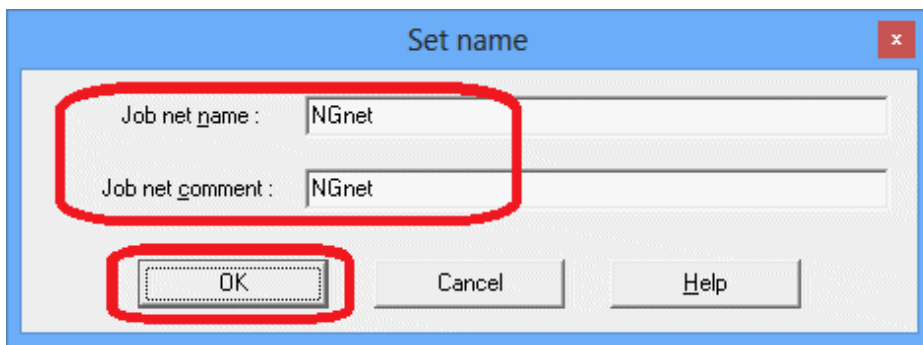 Set name
x
Job net name : NGnet
Job net comment : NGnet
OK Cancel Help